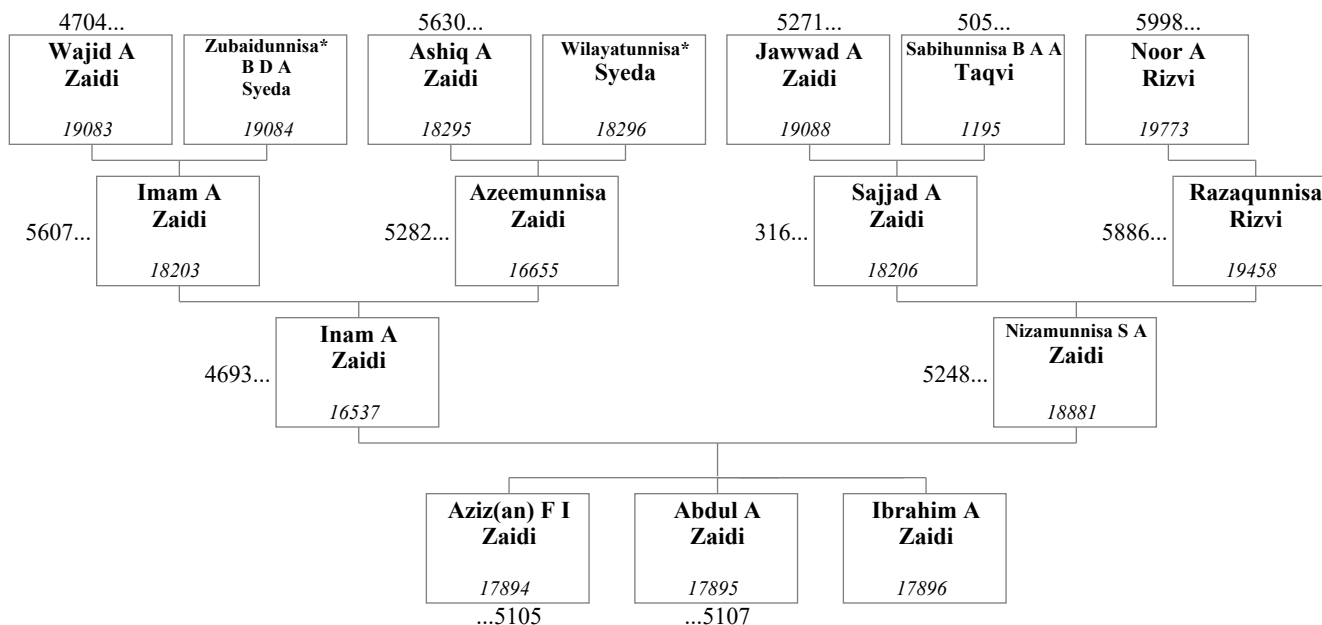 4704...
5630...
5271...
505...
5998...
Wajid A
Zaidi
19083
Zubaidunnisa*
B D A
Syeda
19084
Ashiq A
Zaidi
18295
Wilayatunnisa*
Syeda
18296
Jawwad A
Zaidi
19088
Sabihunnisa B A A
Taqvi
1195
Noor A
Rizvi
19773
5607...
Imam A
Zaidi
18203
5282...
Azeemunnisa
Zaidi
16655
316...
Sajjad A
Zaidi
18206
5886...
Razaqunnisa
Rizvi
19458
4693...
Inam A
Zaidi
16537
5248...
Nizamunnisa S A
Zaidi
18881
Aziz(an) F I
Zaidi
17894
...5105
Abdul A
Zaidi
17895
...5107
Ibrahim A
Zaidi
17896